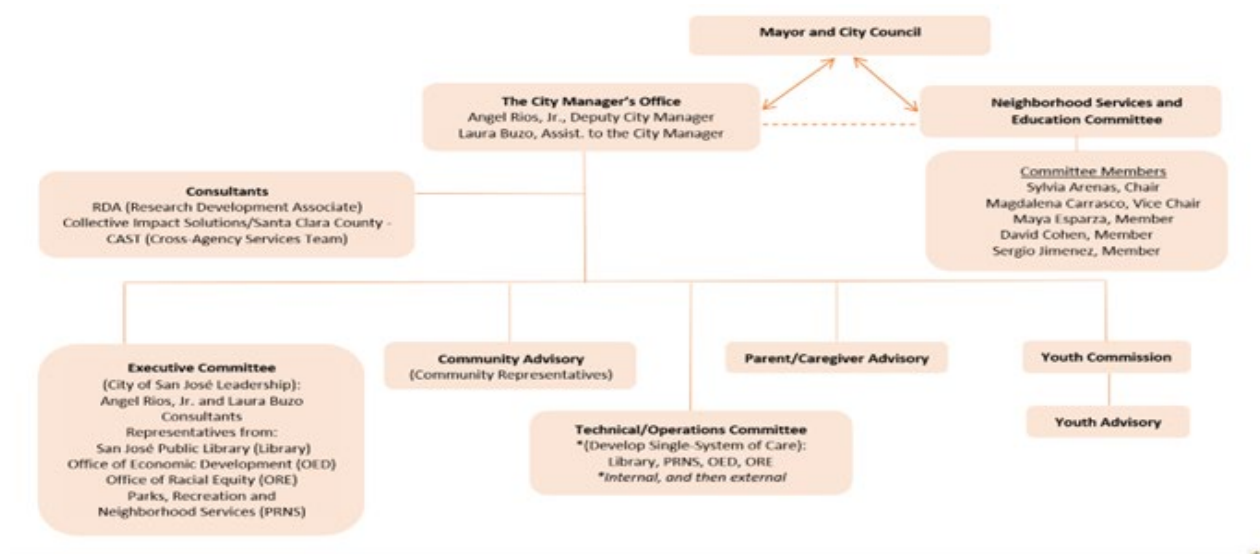 Mayor and City Council
The City Manager's Office
Angel Rios, Jr., Deputy City Manager
Laura Buzo, Assist. to the City Manager
Neighborhood Services and
Education Committee
Committee Members
Sylvia Arenas, Chair
Magdalena Carrasco, Vice Chair
Maya Esparza, Member
David Cohen, Member
Sergio Jimenez, Member
Consultants
RDA (Research Development Associate)
Collective Impact Solutions/Santa Clara County -
CAST (Cross-Agency Services Team)
Executive Committee
(City of San José Leadership):
Angel Rios, Jr. and Laura Buzo
Consultants
Representatives from:
San José Public Library (Library)
Office of Economic Development (OED)
Office of Racial Equity (ORE)
Parks, Recreation and
Neighborhood Services (PRNS)
Community Advisory
(Community Representatives)
Technical/Operations Committee
*(Develop Single-System of Care):
Library, PRNS, OED, ORE
*Internal, and then external
Parent/Caregiver Advisory
Youth Commission
Youth Advisory